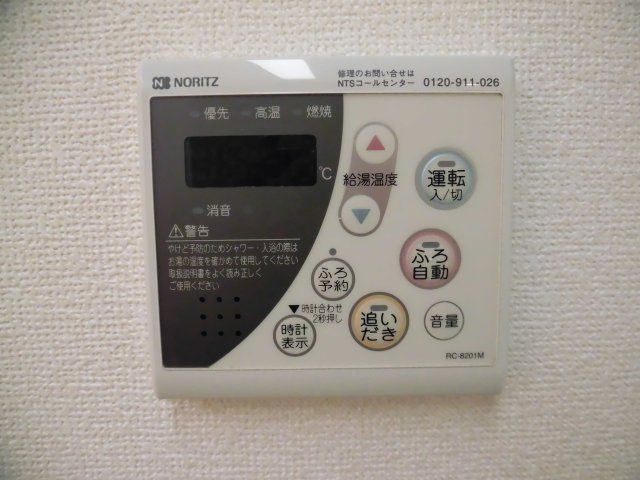 NORITZ
修理のお問い合せは
NTSコールセンター 0120-911-026
優先 高温 燃焼
℃
給湯温度
運転
入/切
消音
警告
やけど予防のためシャワー・入浴の際は
お湯の温度を確かめて使用してください
取扱説明書をよく読み正しく
ご使用ください
ふろ
自動
ふろ
予約
▼時計合わせ
2秒押し
時計
表示
追い
だき
音量
RC-8201M